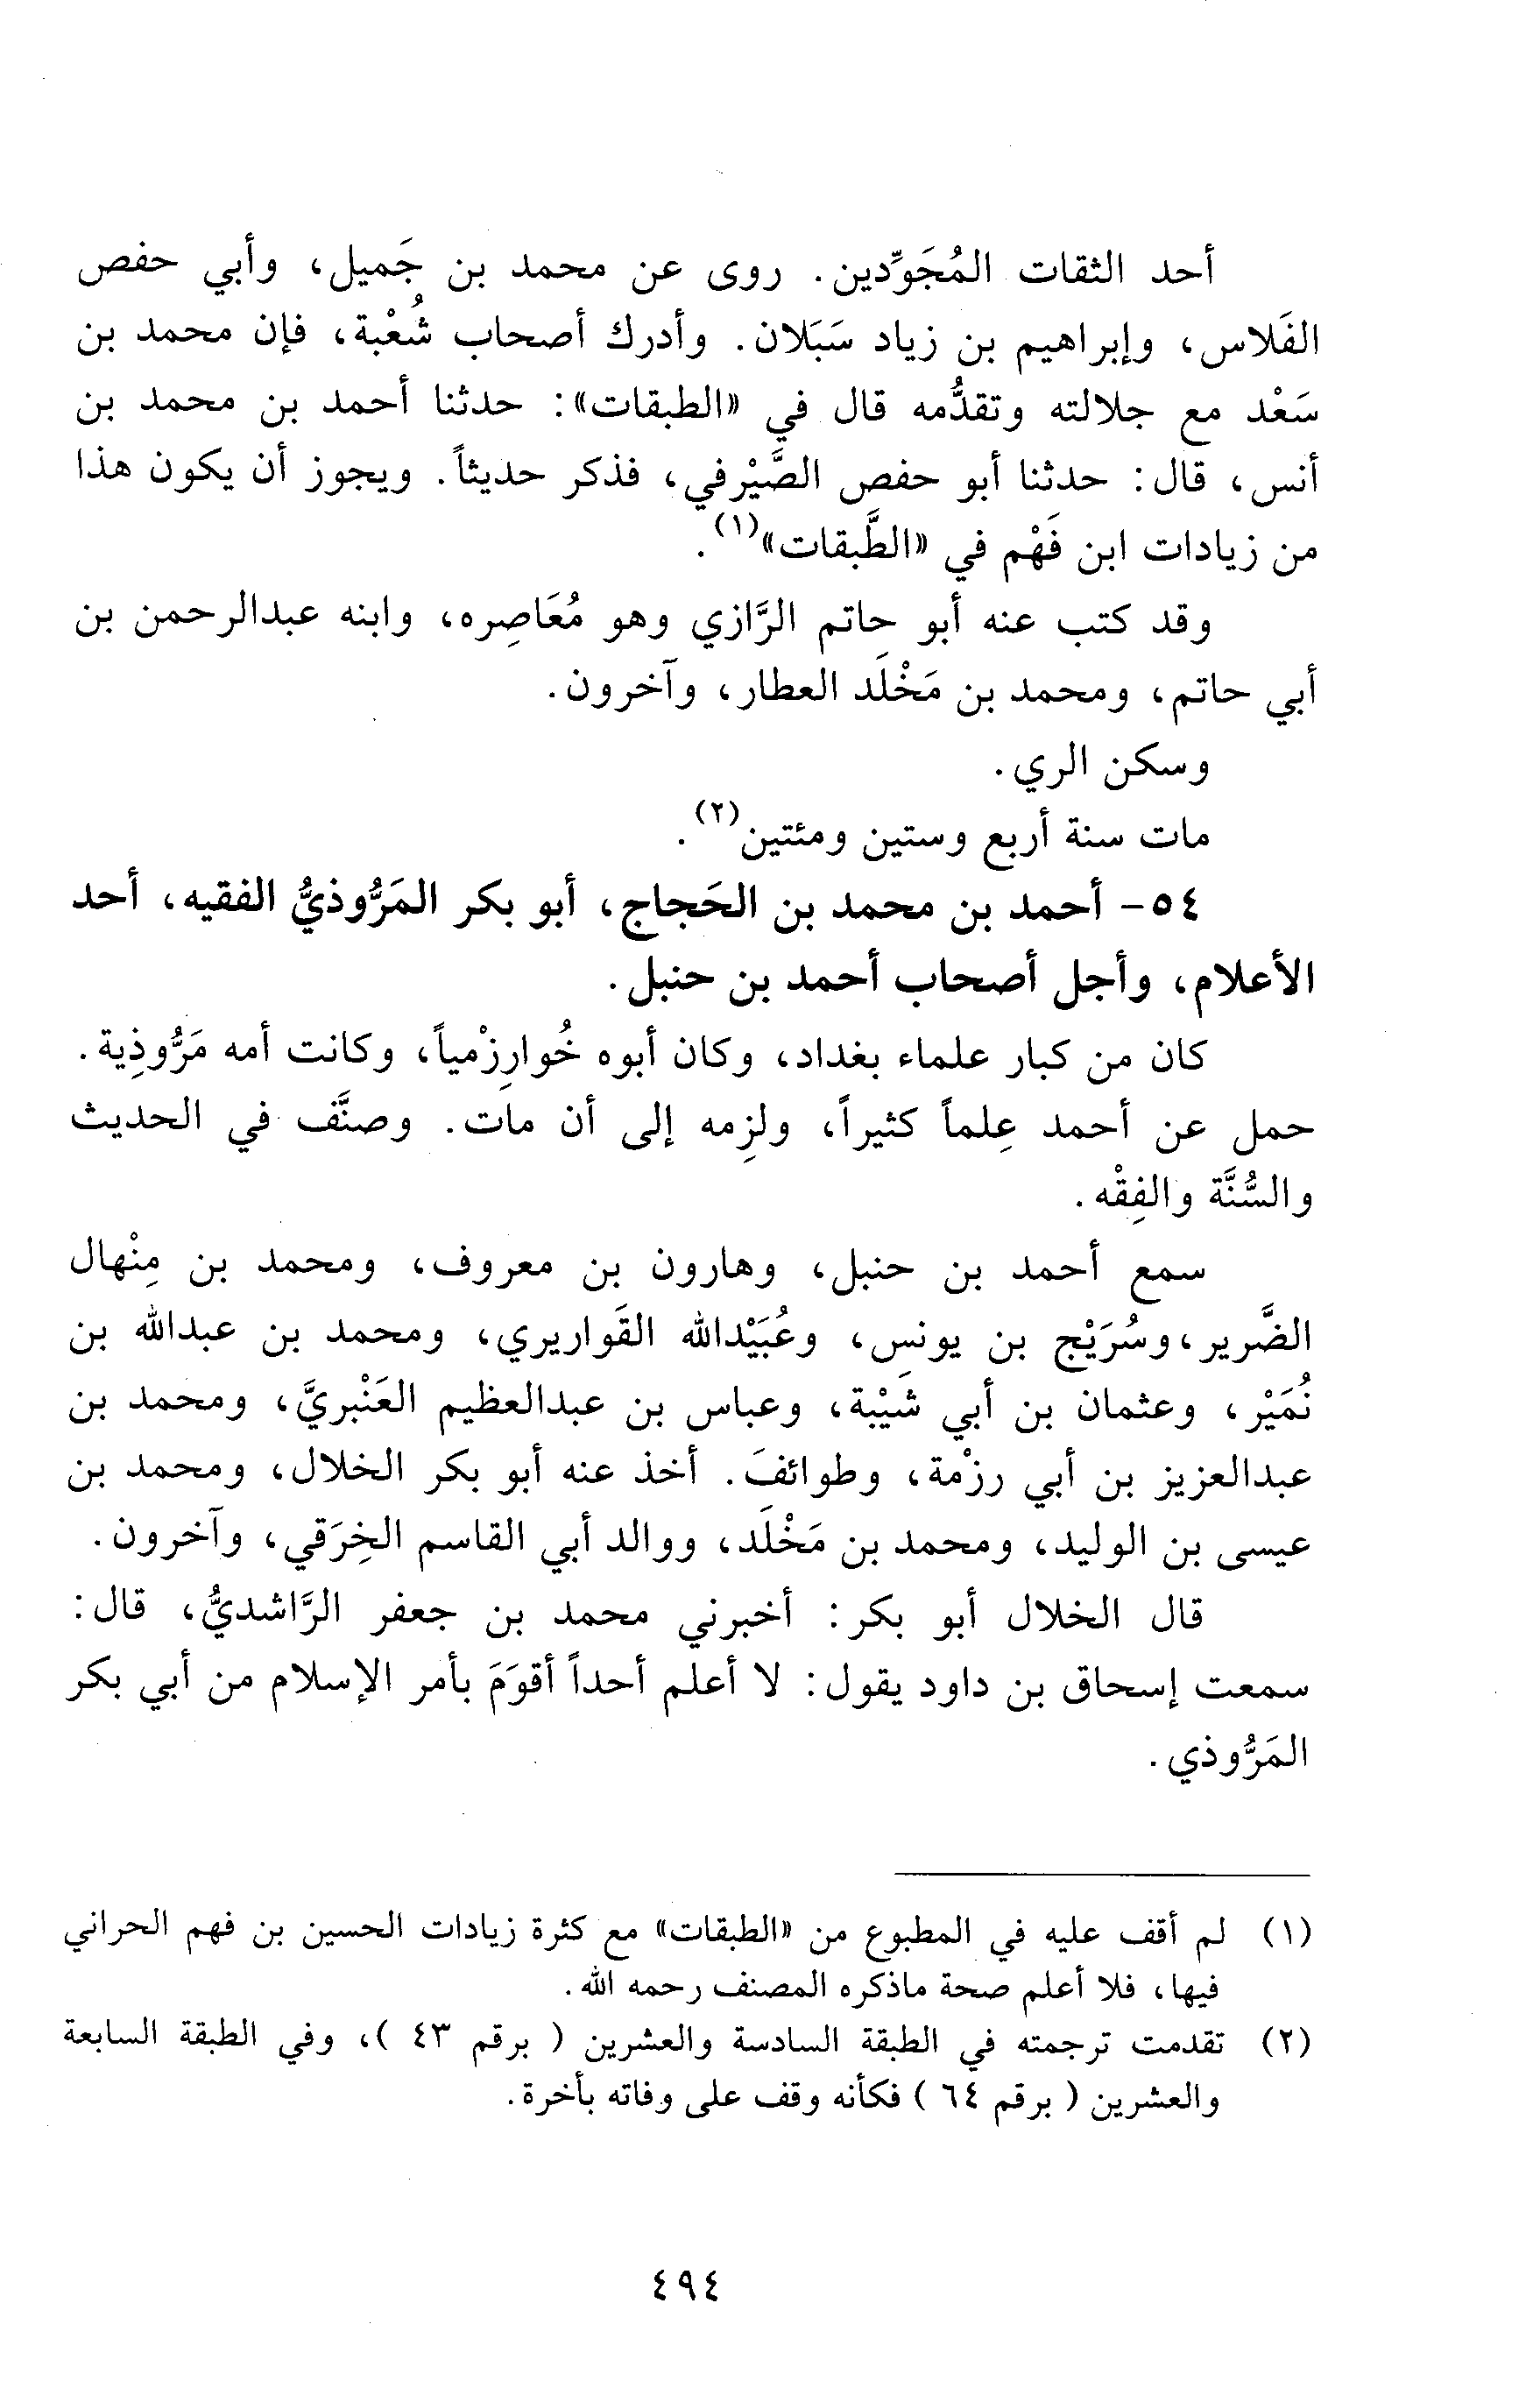 أحد الثقات المُجَوِّدين. روى عن محمد بن جَميل، وأبي حفص
الفَلاس، وإبراهيم بن زياد سَبَلان. وأدرك أصحاب شُعْبة، فإن محمد بن
سَعْد مع جلالته وتقدُّمه قال في «الطبقات»: حدثنا أحمد بن محمد بن
أنس، قال: حدثنا أبو حفص الصَّيْرفي، فذكر حديثاً. ويجوز أن يكون هذا
من زيادات ابن فَهْم في «الطَّبقات»(١).
وقد كتب عنه أبو حاتم الرَّازي وهو مُعَاصِره، وابنه عبدالرحمن بن
أبي حاتم، ومحمد بن مَخْلَد العطار، وآخرون.
وسكن الري.
مات سنة أربع وستين ومئتين(٢).
٥٤- أحمد بن محمد بن الحَجاج، أبو بكر المَرُّوذيُّ الفقيه، أحد
الأعلام، وأجل أصحاب أحمد بن حنبل.
كان من كبار علماء بغداد، وكان أبوه خُوارِزْمياً، وكانت أمه مَرُّوذِية.
حمل عن أحمد عِلماً كثيراً، ولزِمه إلى أن مات. وصنَّف في الحديث
والسُّنَّة والفِقْه.
سمع أحمد بن حنبل، وهارون بن معروف، ومحمد بن مِنْهال
الضَّرير،وسُرَيْج بن يونس، وعُبَيْدالله القَواريري، ومحمد بن عبدالله بن
نُمَيْر، وعثمان بن أبي شَيْبة، وعباس بن عبدالعظيم العَنْبريَّ، ومحمد بن
عبدالعزيز بن أبي رزْمة، وطوائفَ. أخذ عنه أبو بكر الخلال، ومحمد بن
عيسى بن الوليد، ومحمد بن مَخْلَد، ووالد أبي القاسم الخِرَقي، وآخرون.
قال الخلال أبو بكر: أخبرني محمد بن جعفر الرَّاشديُّ، قال:
سمعت إسحاق بن داود يقول: لا أعلم أحداً أقوَمَ بأمر الإسلام من أبي بكر
المَرُّوذي.
(١) لم أقف عليه في المطبوع من «الطبقات» مع كثرة زيادات الحسين بن فهم الحراني
فيها، فلا أعلم صحة ماذكره المصنف رحمه الله.
(٢) تقدمت ترجمته في الطبقة السادسة والعشرين ( برقم ٤٣ )، وفي الطبقة السابعة
والعشرين ( برقم ٦٤ ) فكأنه وقف على وفاته بأخرة.
٤٩٤